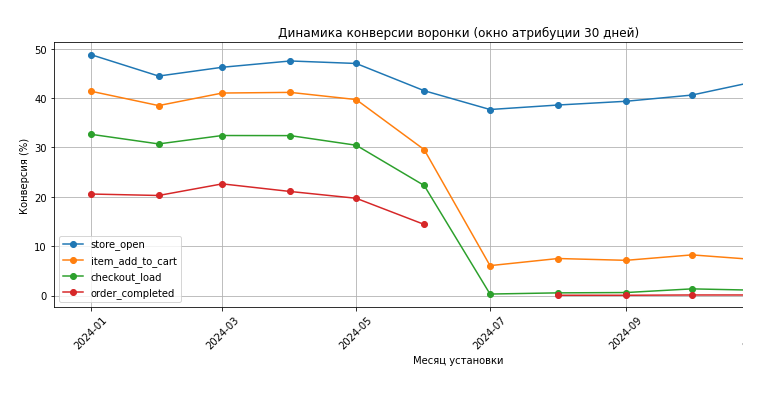 Динамика конверсии воронки (окно атрибуции 30 дней)
Конверсия (%)
50
40
30
20
10
0
store_open
item_add_to_cart
checkout_load
order_completed
2024-01
2024-03
2024-05
2024-07
2024-09
Месяц установки